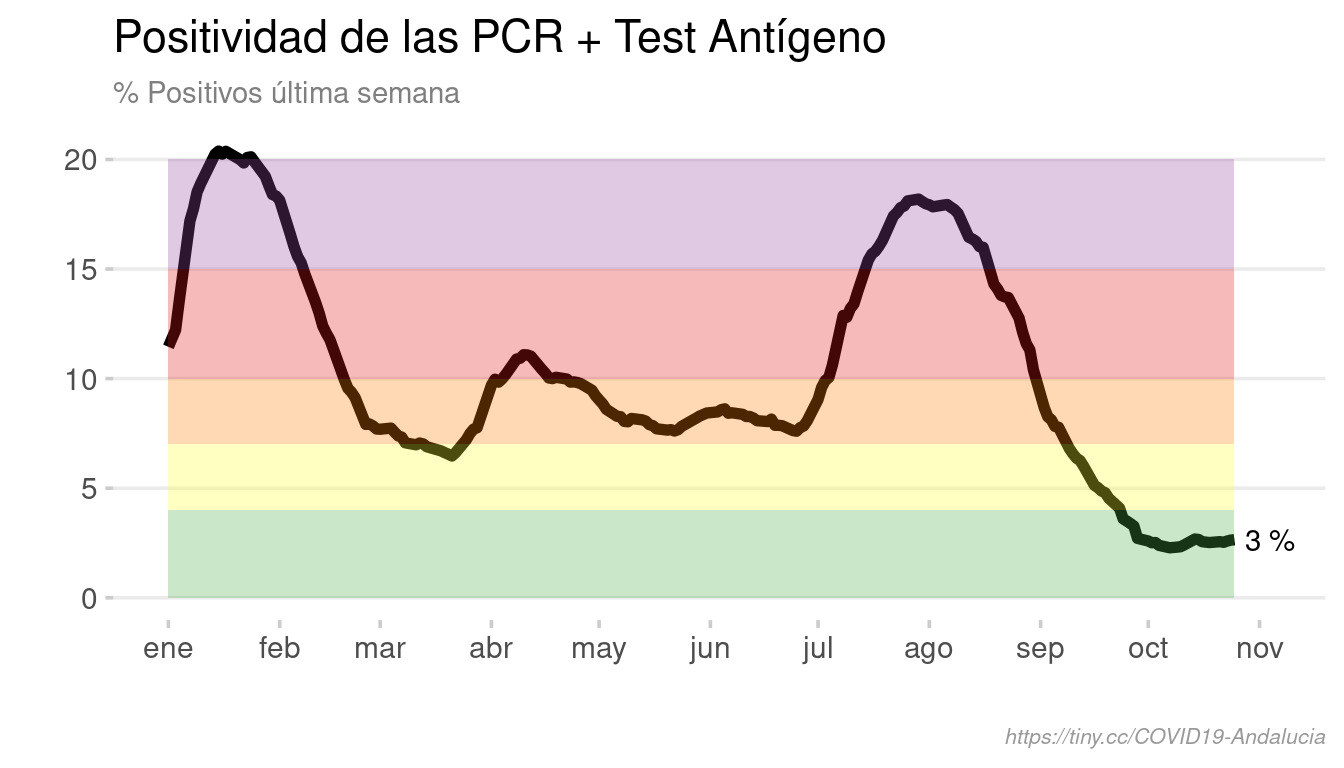 Positividad de las PCR + Test Antígeno
% Positivos última semana
20
15
10
5
0
3 %
ene feb mar abr may jun jul ago sep oct nov
https://tiny.cc/COVID19-Andalucia